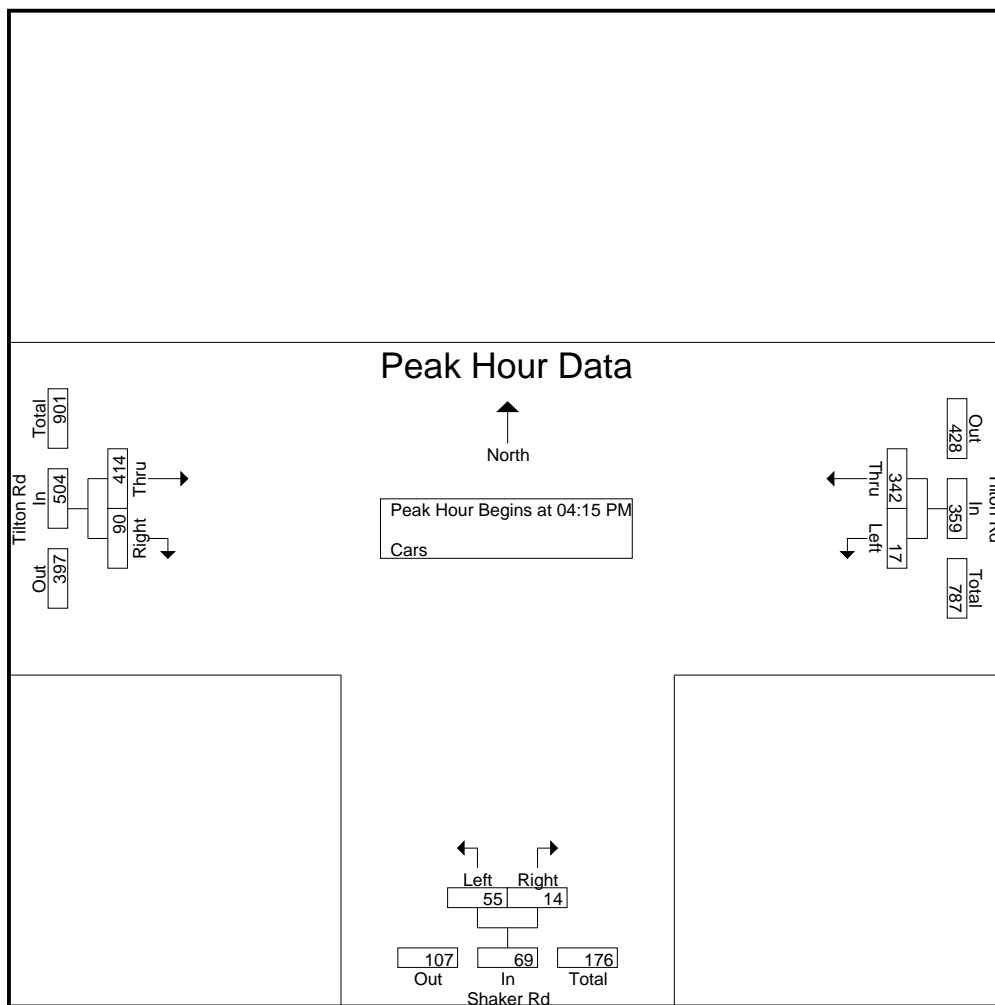 Peak Hour Data
North
Peak Hour Begins at 04:15 PM
Cars
Tilton Rd
Total
901
In
504
Out
397
414
Thru
90
Right
Out
428
In
359
Total
787
Thru
342
Left
17
Left Right
55 14
107 69 176
Out In Total
Shaker Rd